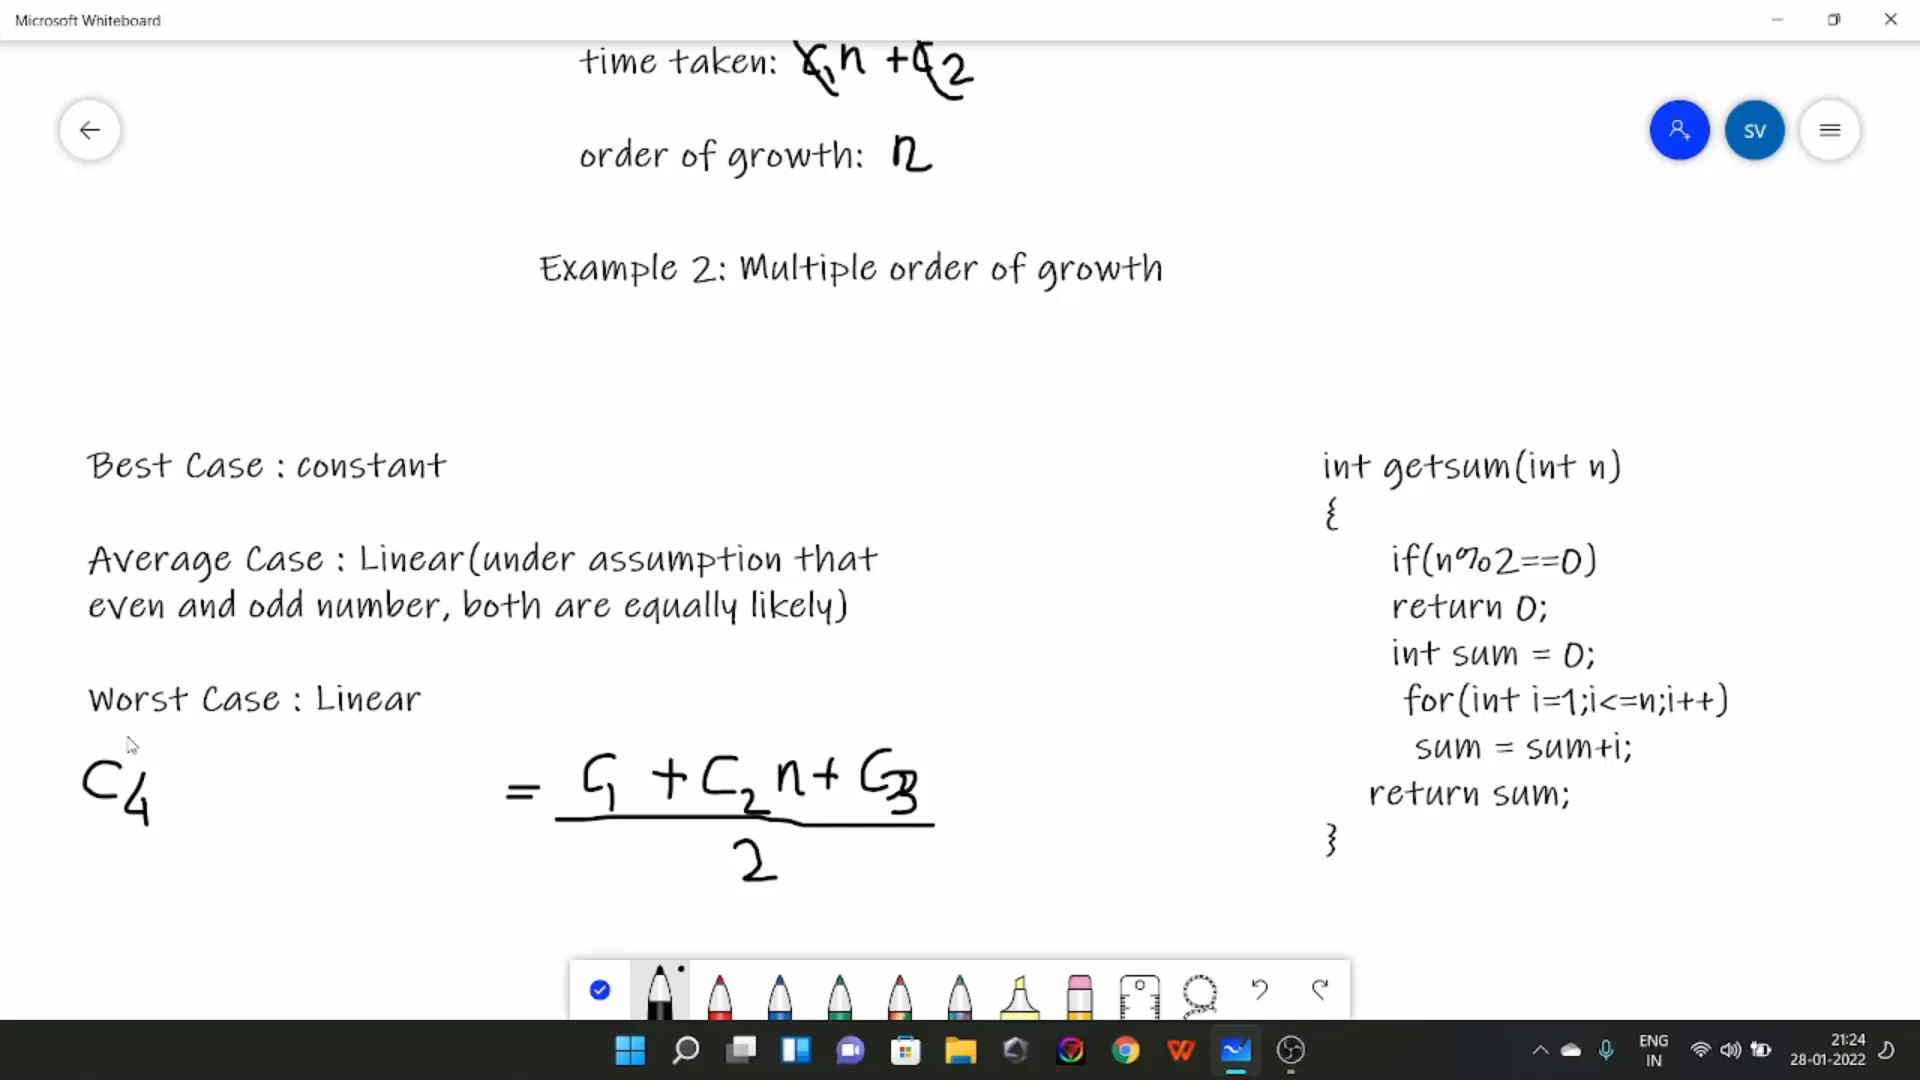 Microsoft Whiteboard
time taken: C₁n + C₂
order of growth: n
SV
Example 2: Multiple order of growth
Best Case : constant
Average Case : Linear(under assumption that
even and odd number, both are equally likely)
Worst Case : Linear
C₄
= C₁ + C₂n + C₃
2
int getsum(int n)
{
if(n%2==0)
return 0;
int sum = 0;
for(int i=1;i<=n;i++)
sum = sum+i;
return sum;
}
ENG
IN
21:24
28-01-2022